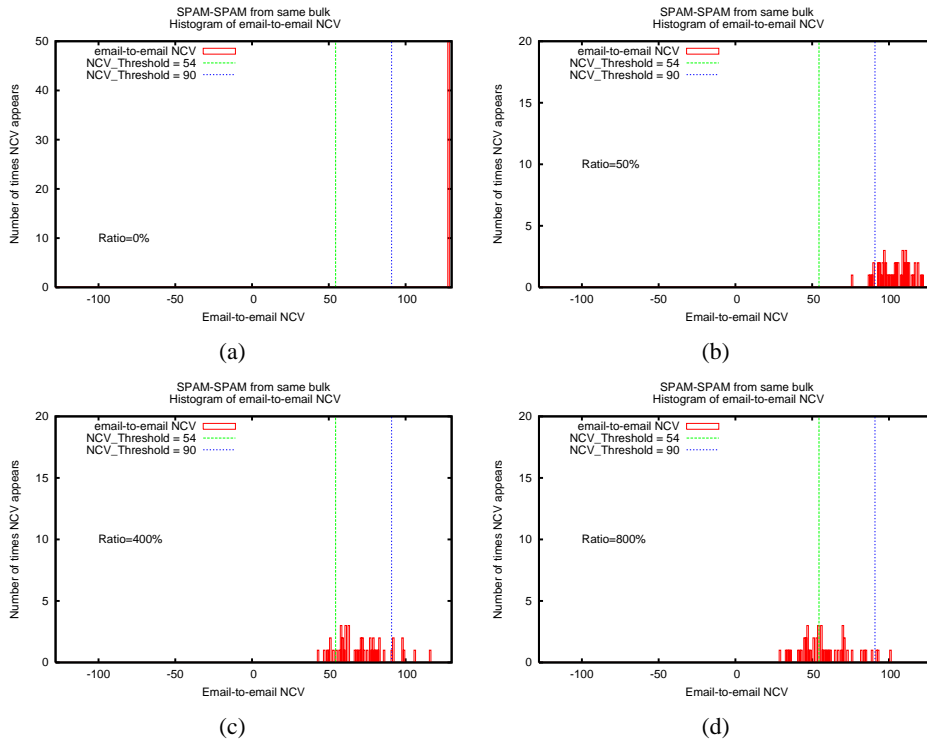 SPAM-SPAM from same bulk
Histogram of email-to-email NCV
50
40
30
20
10
0
Number of times NCV appears
email-to-email NCV
NCV_Threshold = 54
NCV_Threshold = 90
Ratio=0%
-100 -50 0 50 100
Email-to-email NCV
(a)
SPAM-SPAM from same bulk
Histogram of email-to-email NCV
20
15
10
5
0
Number of times NCV appears
email-to-email NCV
NCV_Threshold = 54
NCV_Threshold = 90
Ratio=50%
-100 -50 0 50 100
Email-to-email NCV
(b)
SPAM-SPAM from same bulk
Histogram of email-to-email NCV
20
15
10
5
0
Number of times NCV appears
email-to-email NCV
NCV_Threshold = 54
NCV_Threshold = 90
Ratio=400%
-100 -50 0 50 100
Email-to-email NCV
(c)
SPAM-SPAM from same bulk
Histogram of email-to-email NCV
20
15
10
5
0
Number of times NCV appears
email-to-email NCV
NCV_Threshold = 54
NCV_Threshold = 90
Ratio=800%
-100 -50 0 50 100
Email-to-email NCV
(d)